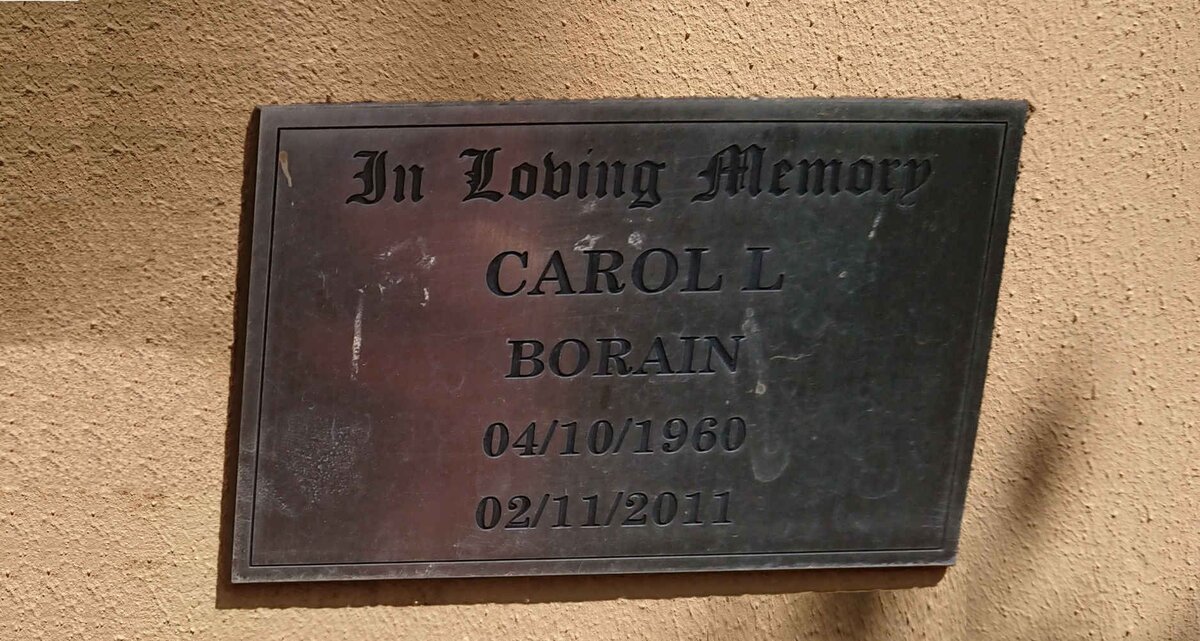 In Loving Memory
CAROL L
BORAIN
04/10/1960
02/11/2011